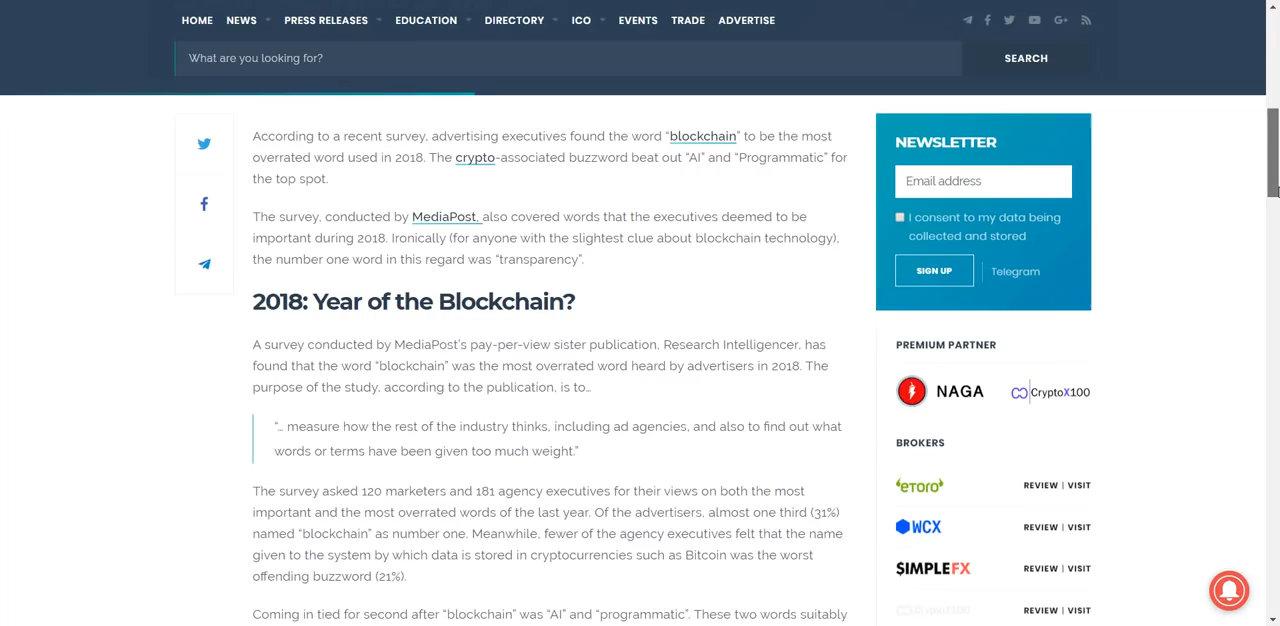 HOME NEWS PRESS RELEASES EDUCATION DIRECTORY ICO EVENTS TRADE ADVERTISE
What are you looking for? SEARCH
According to a recent survey, advertising executives found the word “blockchain” to be the most
overrated word used in 2018. The crypto-associated buzzword beat out “AI” and “Programmatic” for
the top spot.
The survey, conducted by MediaPost, also covered words that the executives deemed to be
important during 2018. Ironically (for anyone with the slightest clue about blockchain technology),
the number one word in this regard was “transparency”.
2018: Year of the Blockchain?
A survey conducted by MediaPost’s pay-per-view sister publication, Research Intelligencer, has
found that the word “blockchain” was the most overrated word heard by advertisers in 2018. The
purpose of the study, according to the publication, is to…
“… measure how the rest of the industry thinks, including ad agencies, and also to find out what
words or terms have been given too much weight.”
The survey asked 120 marketers and 181 agency executives for their views on both the most
important and the most overrated words of the last year. Of the advertisers, almost one third (31%)
named “blockchain” as number one. Meanwhile, fewer of the agency executives felt that the name
given to the system by which data is stored in cryptocurrencies such as Bitcoin was the worst
offending buzzword (21%).
Coming in tied for second after “blockchain” was “AI” and “programmatic”. These two words suitably
NEWSLETTER
Email address
I consent to my data being
collected and stored
SIGN UP Telegram
PREMIUM PARTNER
NAGA CryptoX100
BROKERS
eToro REVIEW | VISIT
WCX REVIEW | VISIT
$IMPLEFX REVIEW | VISIT
CryptoX100 REVIEW | VISIT